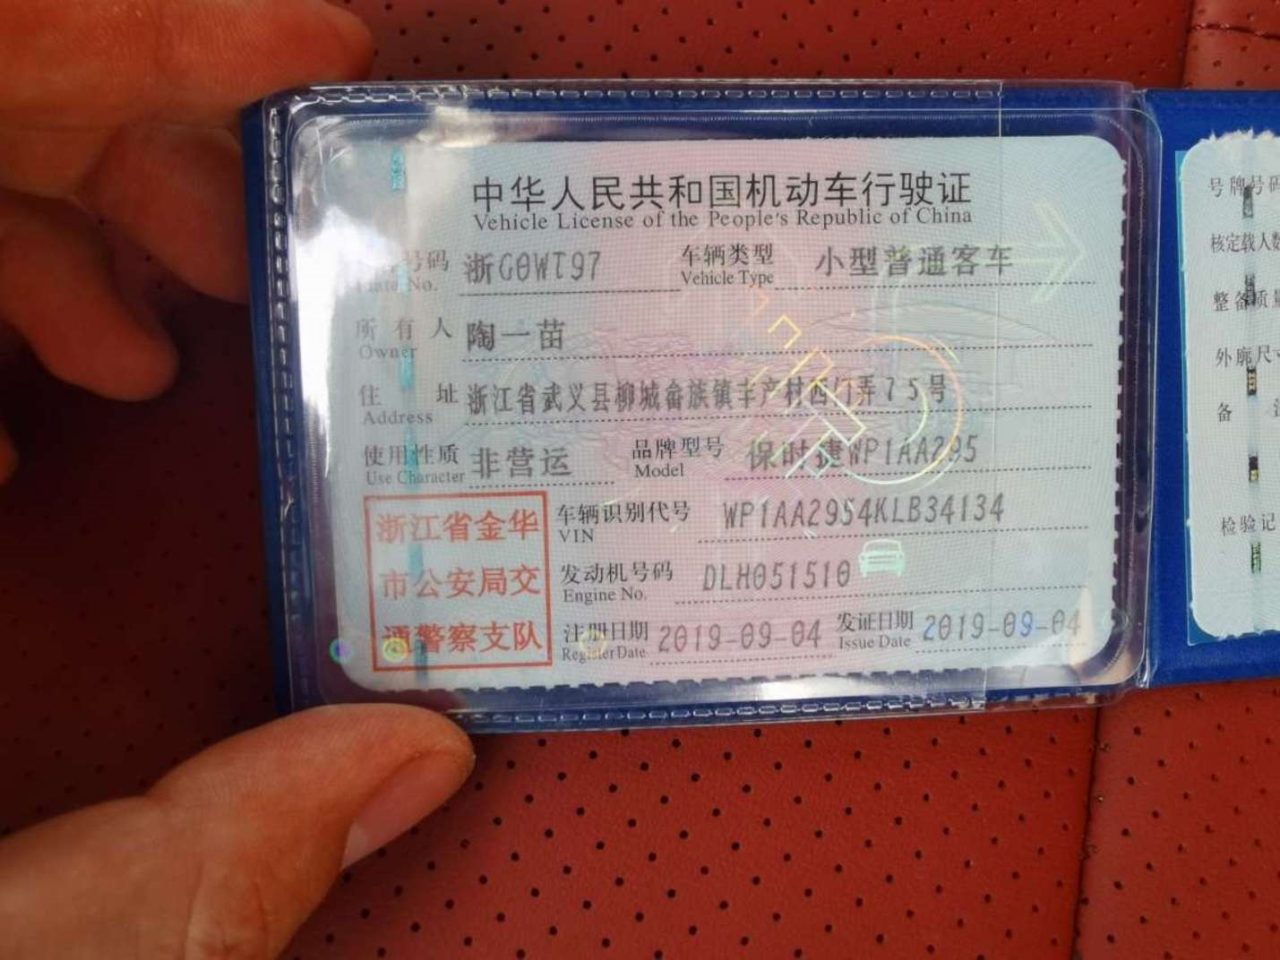 中华人民共和国机动车行驶证
Vehicle License of the People's Republic of China
号码 浙G0WT97 车辆类型 小型普通客车
Plate No. Vehicle Type
所有人 陶一苗
Owner
住址 浙江省武义县柳城畲族镇丰产村西门弄75号
Address
使用性质 非营运 品牌型号 保时捷WP1AA295
Use Character Model
浙江省金华
市公安局交
通警察支队
车辆识别代号 WP1AA2954KLB34134
VIN
发动机号码 DLH051510
Engine No.
注册日期 2019-09-04 发证日期 2019-09-04
Register Date Issue Date
号牌号码
核定载人数
整备质量
外廓尺寸
备
检验记